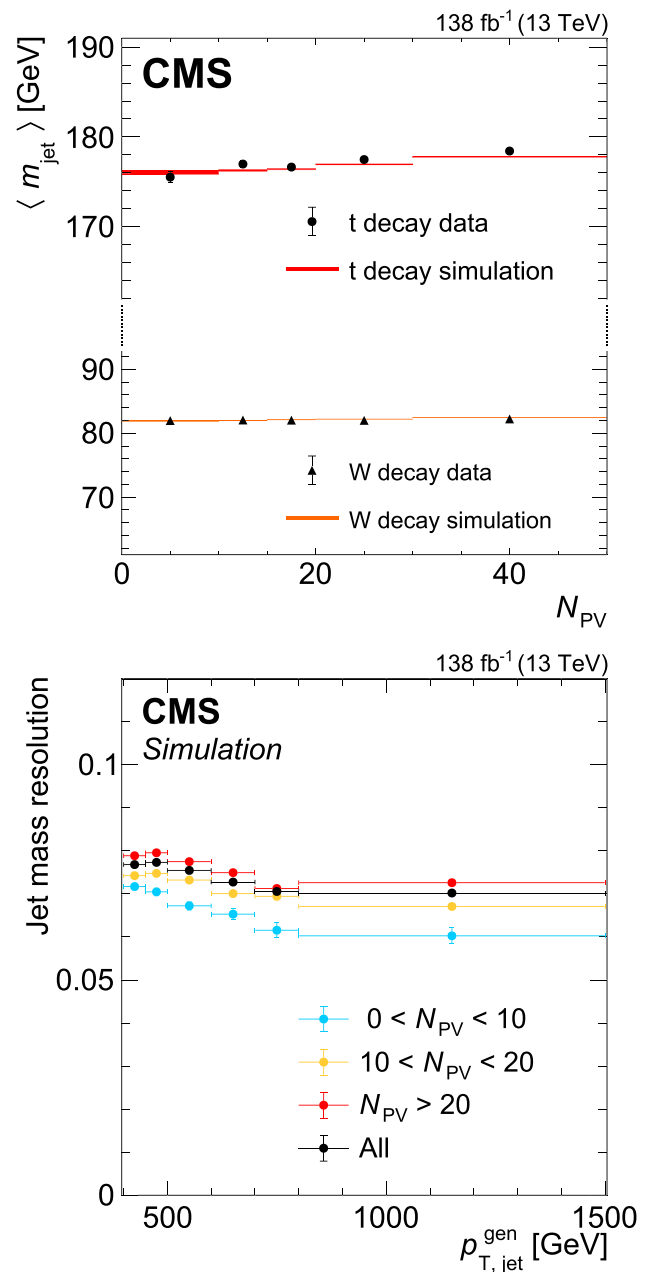 138 fb-1 (13 TeV)
CMS
⟨ mjet ⟩ [GeV]
190
180
170
t decay data
t decay simulation
90
80
70
W decay data
W decay simulation
0 20 40
NPV
138 fb-1 (13 TeV)
CMS
Simulation
Jet mass resolution
0.1
0.05
0
0 < NPV < 10
10 < NPV < 20
NPV > 20
All
500 1000 1500
pT, jet gen [GeV]